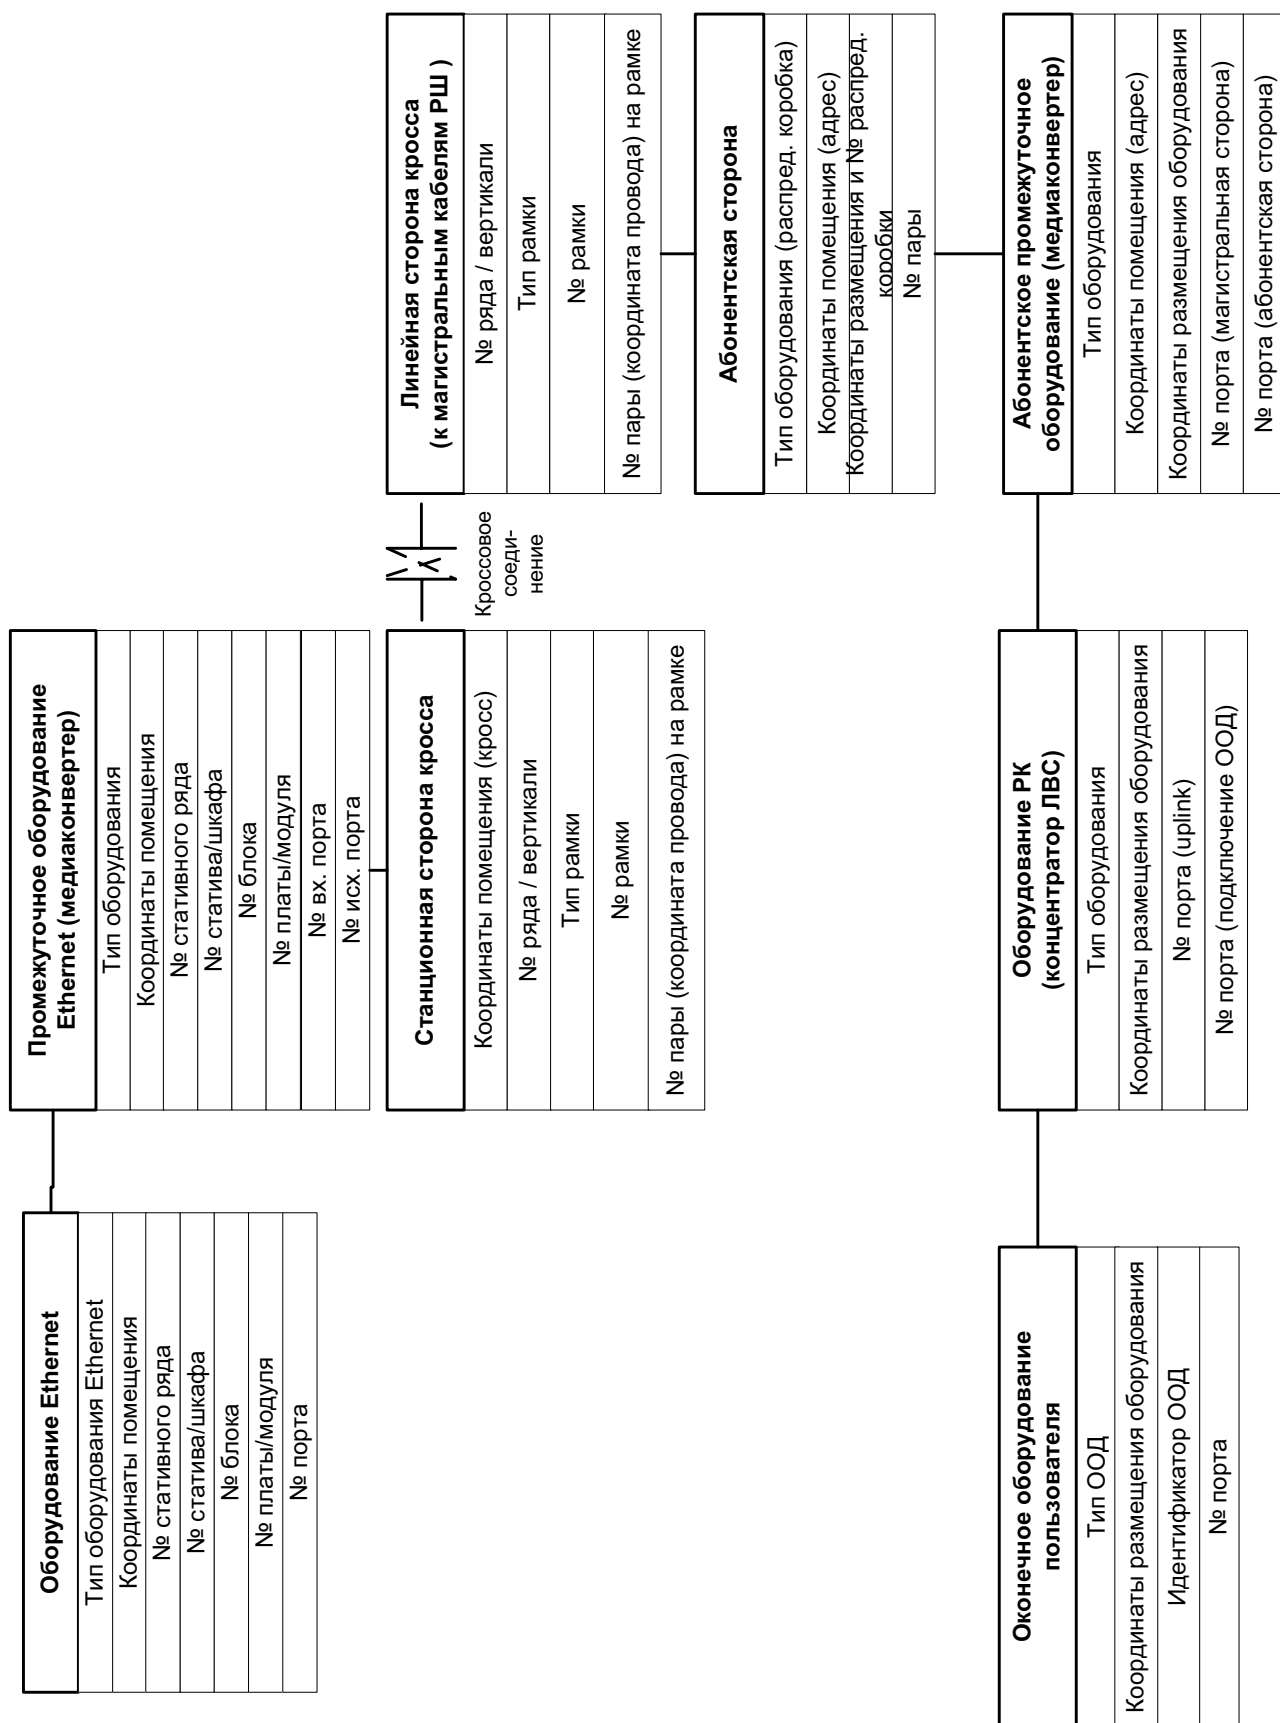 Оборудование Ethernet
Тип оборудования Ethernet
Координаты помещения
№ стативного ряда
№ статива/шкафа
№ блока
№ платы/модуля
№ порта
Промежуточное оборудование
Ethernet (медиаконвертер)
Тип оборудования
Координаты помещения
№ стативного ряда
№ статива/шкафа
№ блока
№ платы/модуля
№ вх. порта
№ исх. порта
Станционная сторона кросса
Координаты помещения (кросс)
№ ряда / вертикали
Тип рамки
№ рамки
№ пары (координата провода) на рамке
Кроссовое
соеди-
нение
Линейная сторона кросса
(к магистральным кабелям РШ )
№ ряда / вертикали
Тип рамки
№ рамки
№ пары (координата провода) на рамке
Абонентская сторона
Тип оборудования (распред. коробка)
Координаты помещения (адрес)
Координаты размещения и № распред.
коробки
№ пары
Абонентское промежуточное
оборудование (медиаконвертер)
Тип оборудования
Координаты помещения (адрес)
Координаты размещения оборудования
№ порта (магистральная сторона)
№ порта (абонентская сторона)
Оборудование РК
(концентратор ЛВС)
Тип оборудования
Координаты размещения оборудования
№ порта (uplink)
№ порта (подключение ООД)
Оконечное оборудование
пользователя
Тип ООД
Координаты размещения оборудования
Идентификатор ООД
№ порта